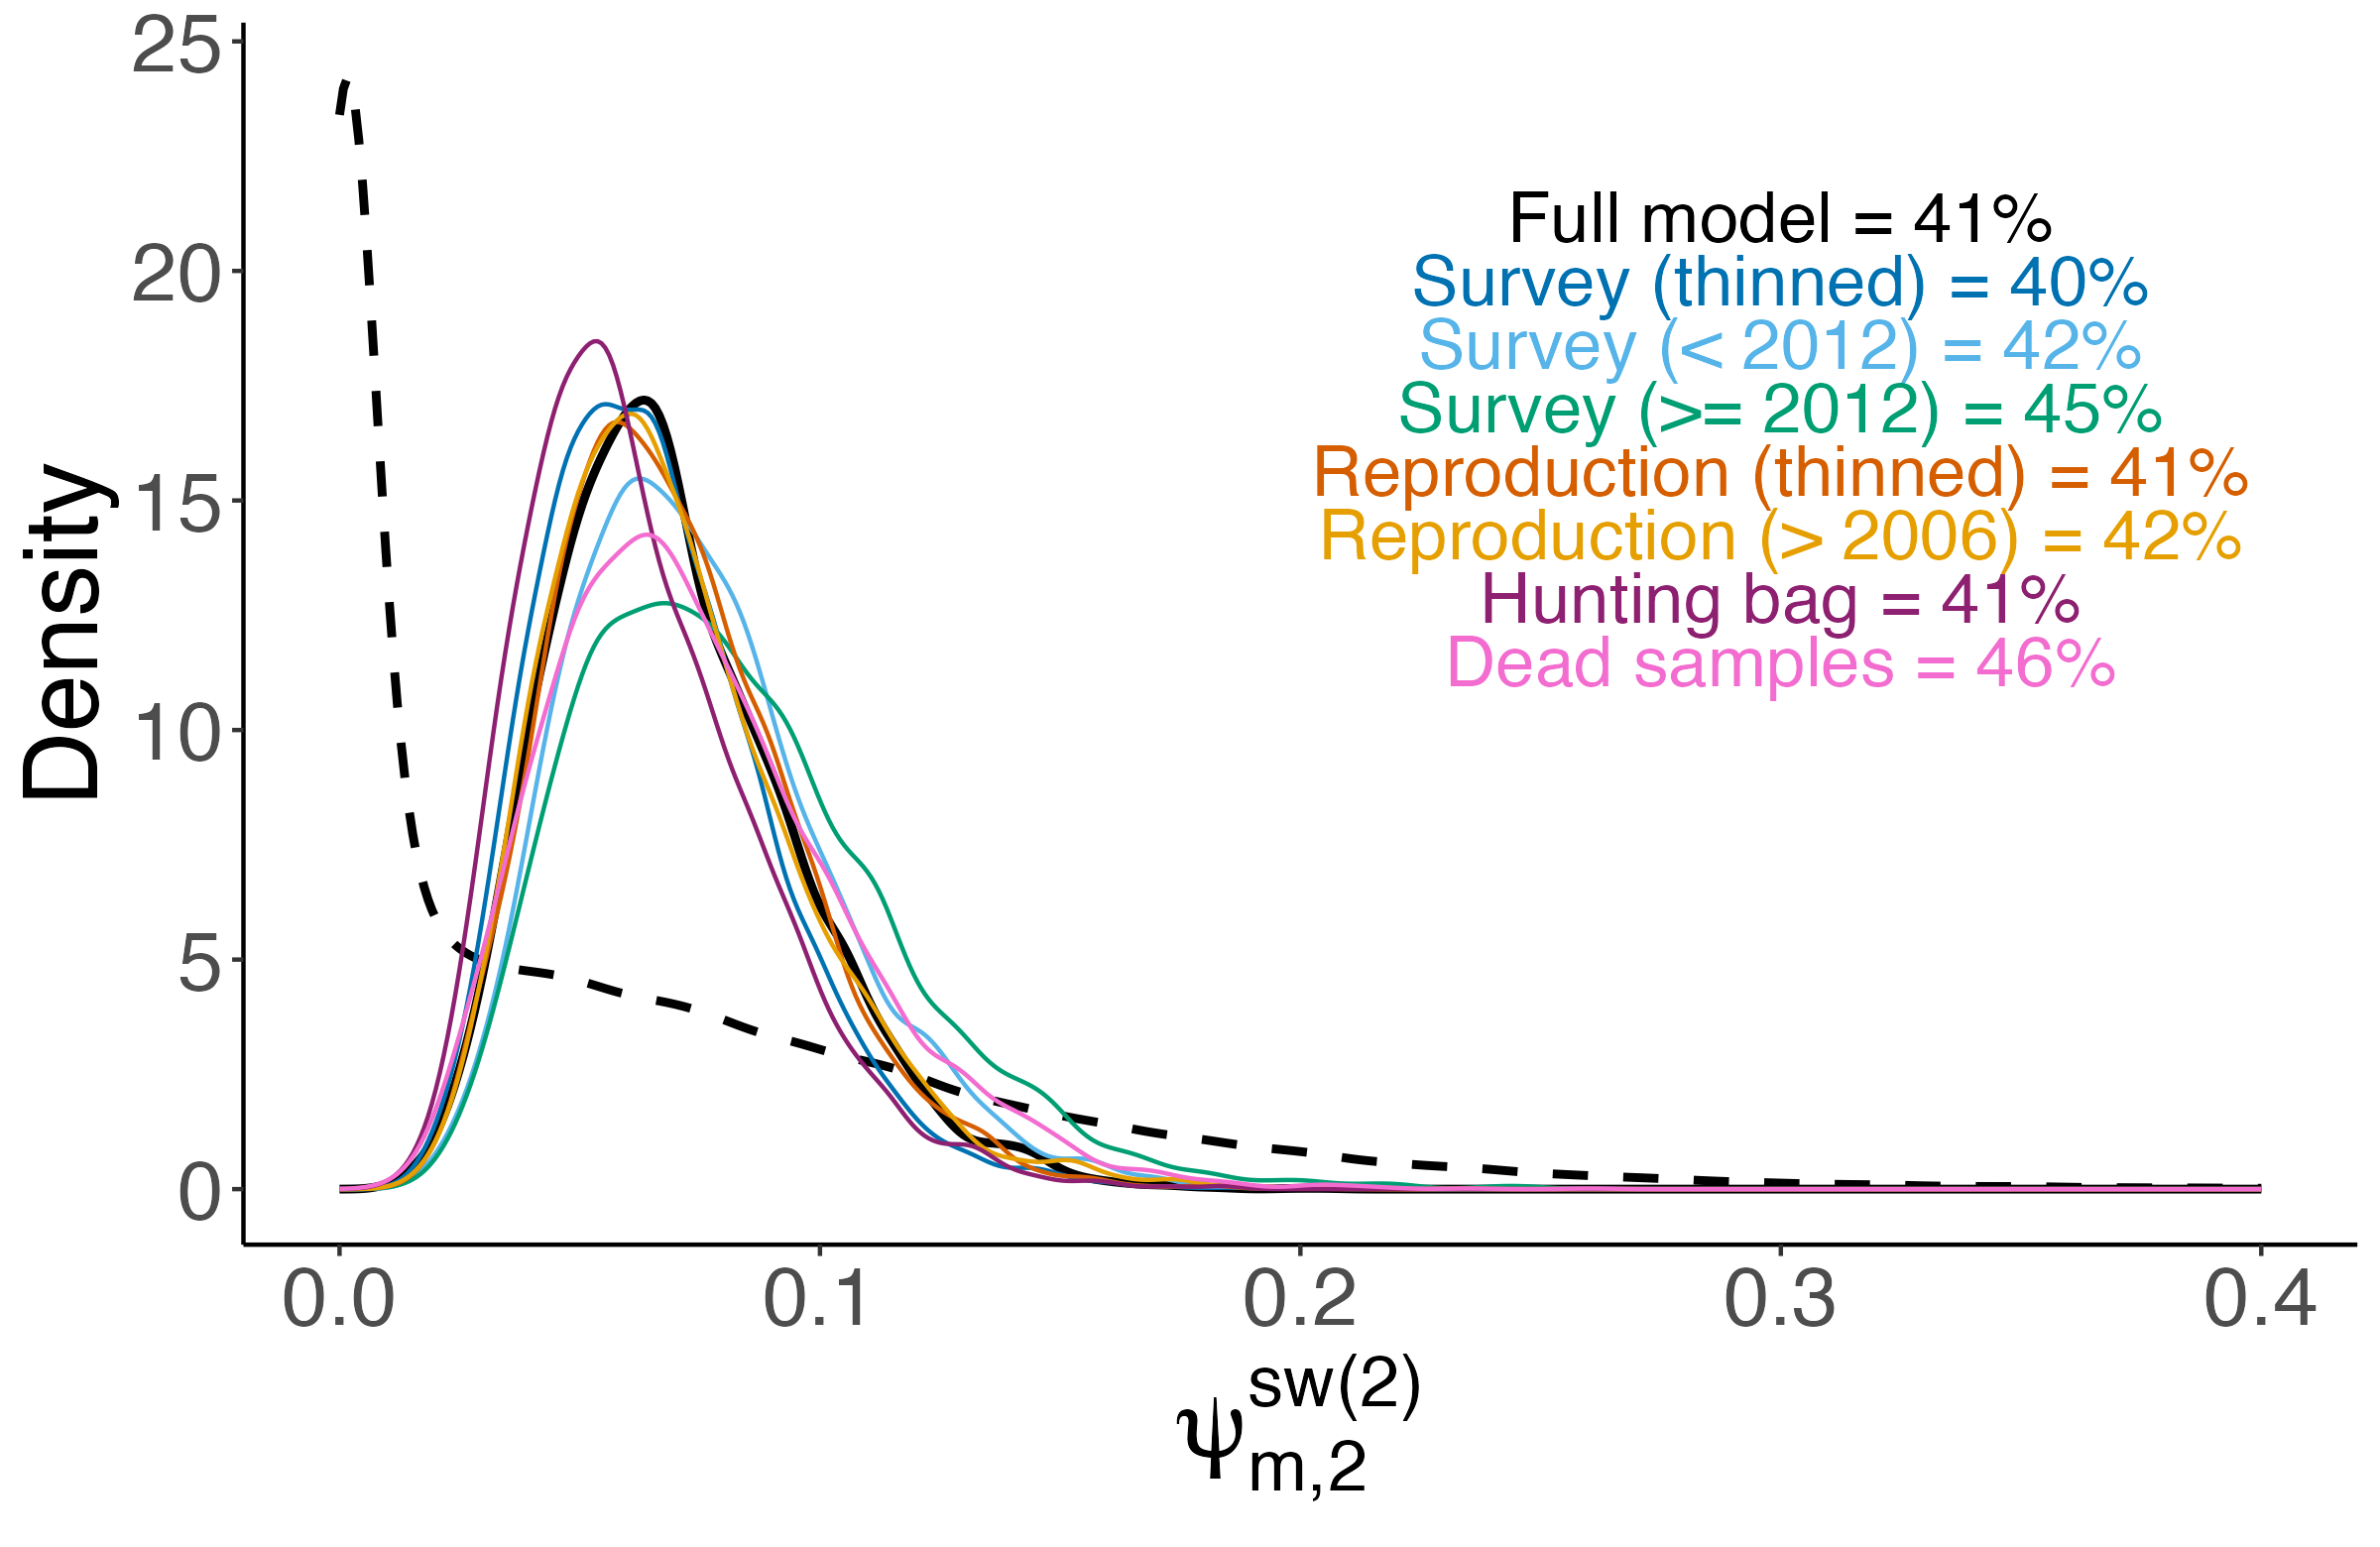 25
20
15
10
5
0
Density
Full model = 41%
Survey (thinned) = 40%
Survey (< 2012) = 42%
Survey (>= 2012) = 45%
Reproduction (thinned) = 41%
Reproduction (> 2006) = 42%
Hunting bag = 41%
Dead samples = 46%
0.0 0.1 0.2 0.3 0.4
ψ sw(2) m,2